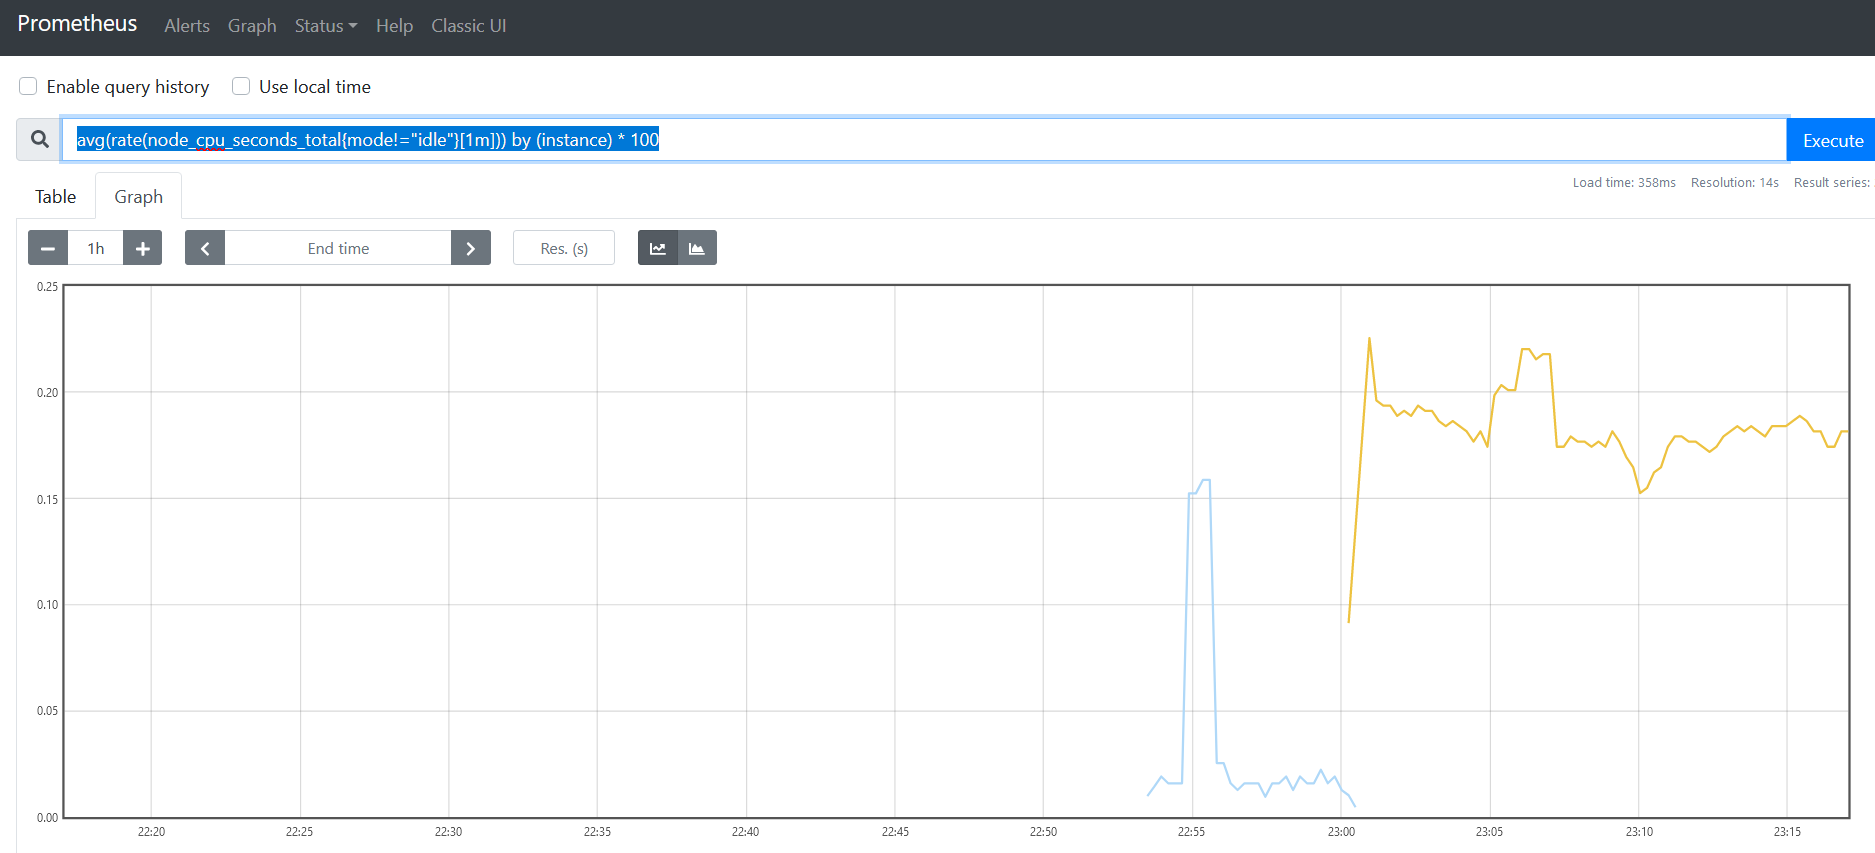 Prometheus Alerts Graph Status Help Classic UI
Enable query history Use local time
avg(rate(node_cpu_seconds_total{mode!="idle"}[1m])) by (instance) * 100 Execute
Load time: 358ms Resolution: 14s Result series:
Table Graph
1h End time Res. (s)
0.25
0.20
0.15
0.10
0.05
0.00
22:20 22:25 22:30 22:35 22:40 22:45 22:50 22:55 23:00 23:05 23:10 23:15